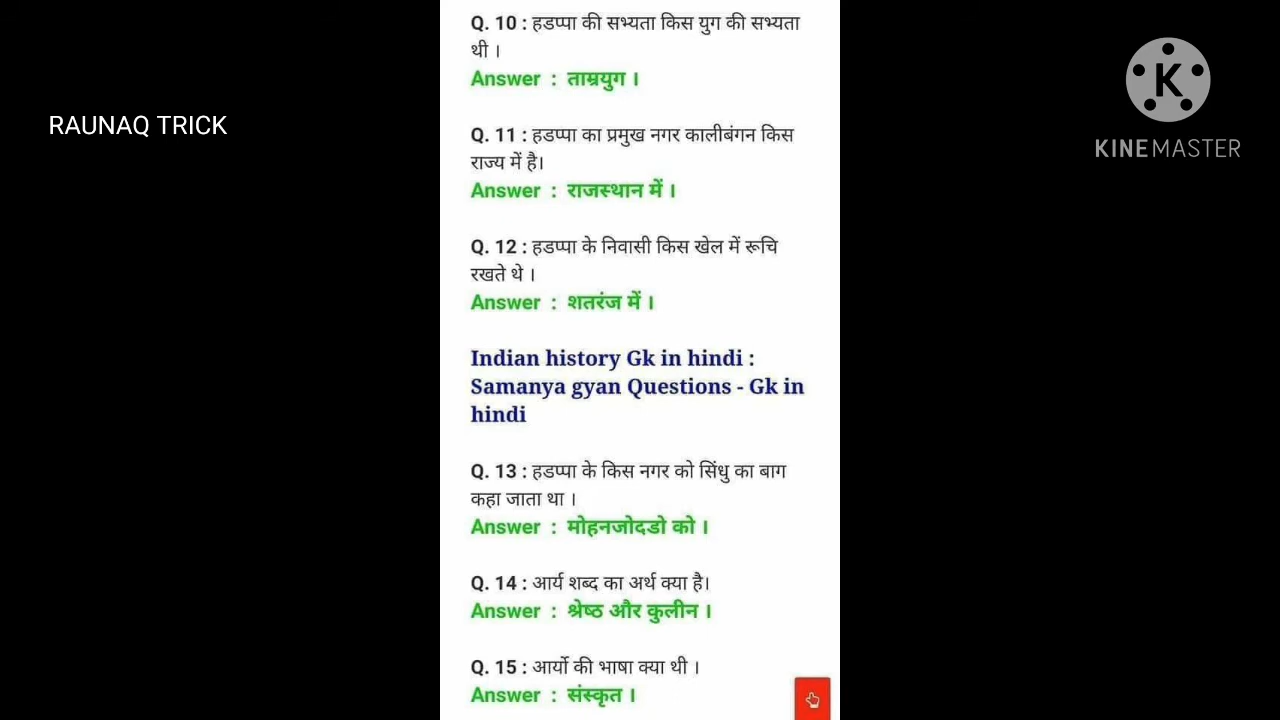 RAUNAQ TRICK
KINEMASTER
Q. 10 : हडप्पा की सभ्यता किस युग की सभ्यता
थी ।
Answer : ताम्रयुग ।
Q. 11 : हडप्पा का प्रमुख नगर कालीबंगन किस
राज्य में है।
Answer : राजस्थान में ।
Q. 12 : हडप्पा के निवासी किस खेल में रूचि
रखते थे ।
Answer : शतरंज में ।
Indian history Gk in hindi :
Samanya gyan Questions - Gk in
hindi
Q. 13 : हडप्पा के किस नगर को सिंधु का बाग
कहा जाता था ।
Answer : मोहनजोदडो को ।
Q. 14 : आर्य शब्द का अर्थ क्या है।
Answer : श्रेष्ठ और कुलीन ।
Q. 15 : आर्यो की भाषा क्या थी ।
Answer : संस्कृत ।